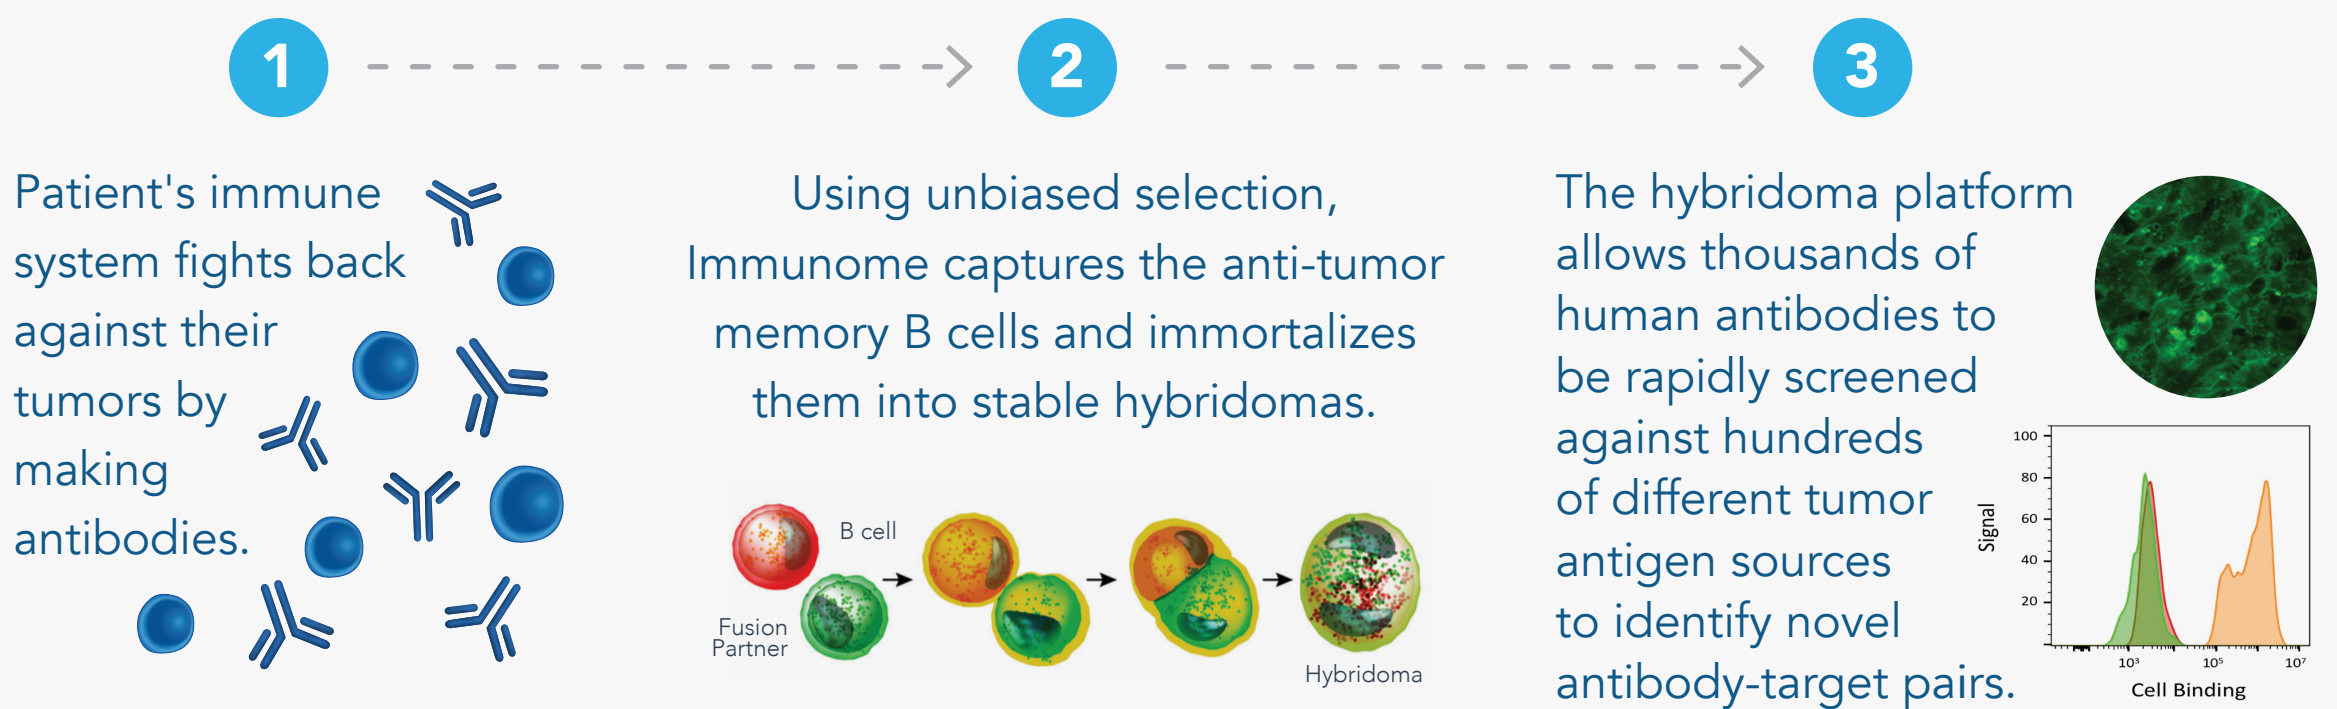 1
2
3
Patient's immune
system fights back
against their
tumors by
making
antibodies.
Using unbiased selection,
Immunome captures the anti-tumor
memory B cells and immortalizes
them into stable hybridomas.
B cell
Fusion
Partner
Hybridoma
The hybridoma platform
allows thousands of
human antibodies to
be rapidly screened
against hundreds
of different tumor
antigen sources
to identify novel
antibody-target pairs.
100
80
60
40
20
Signal
10³
10⁵
10⁷
Cell Binding